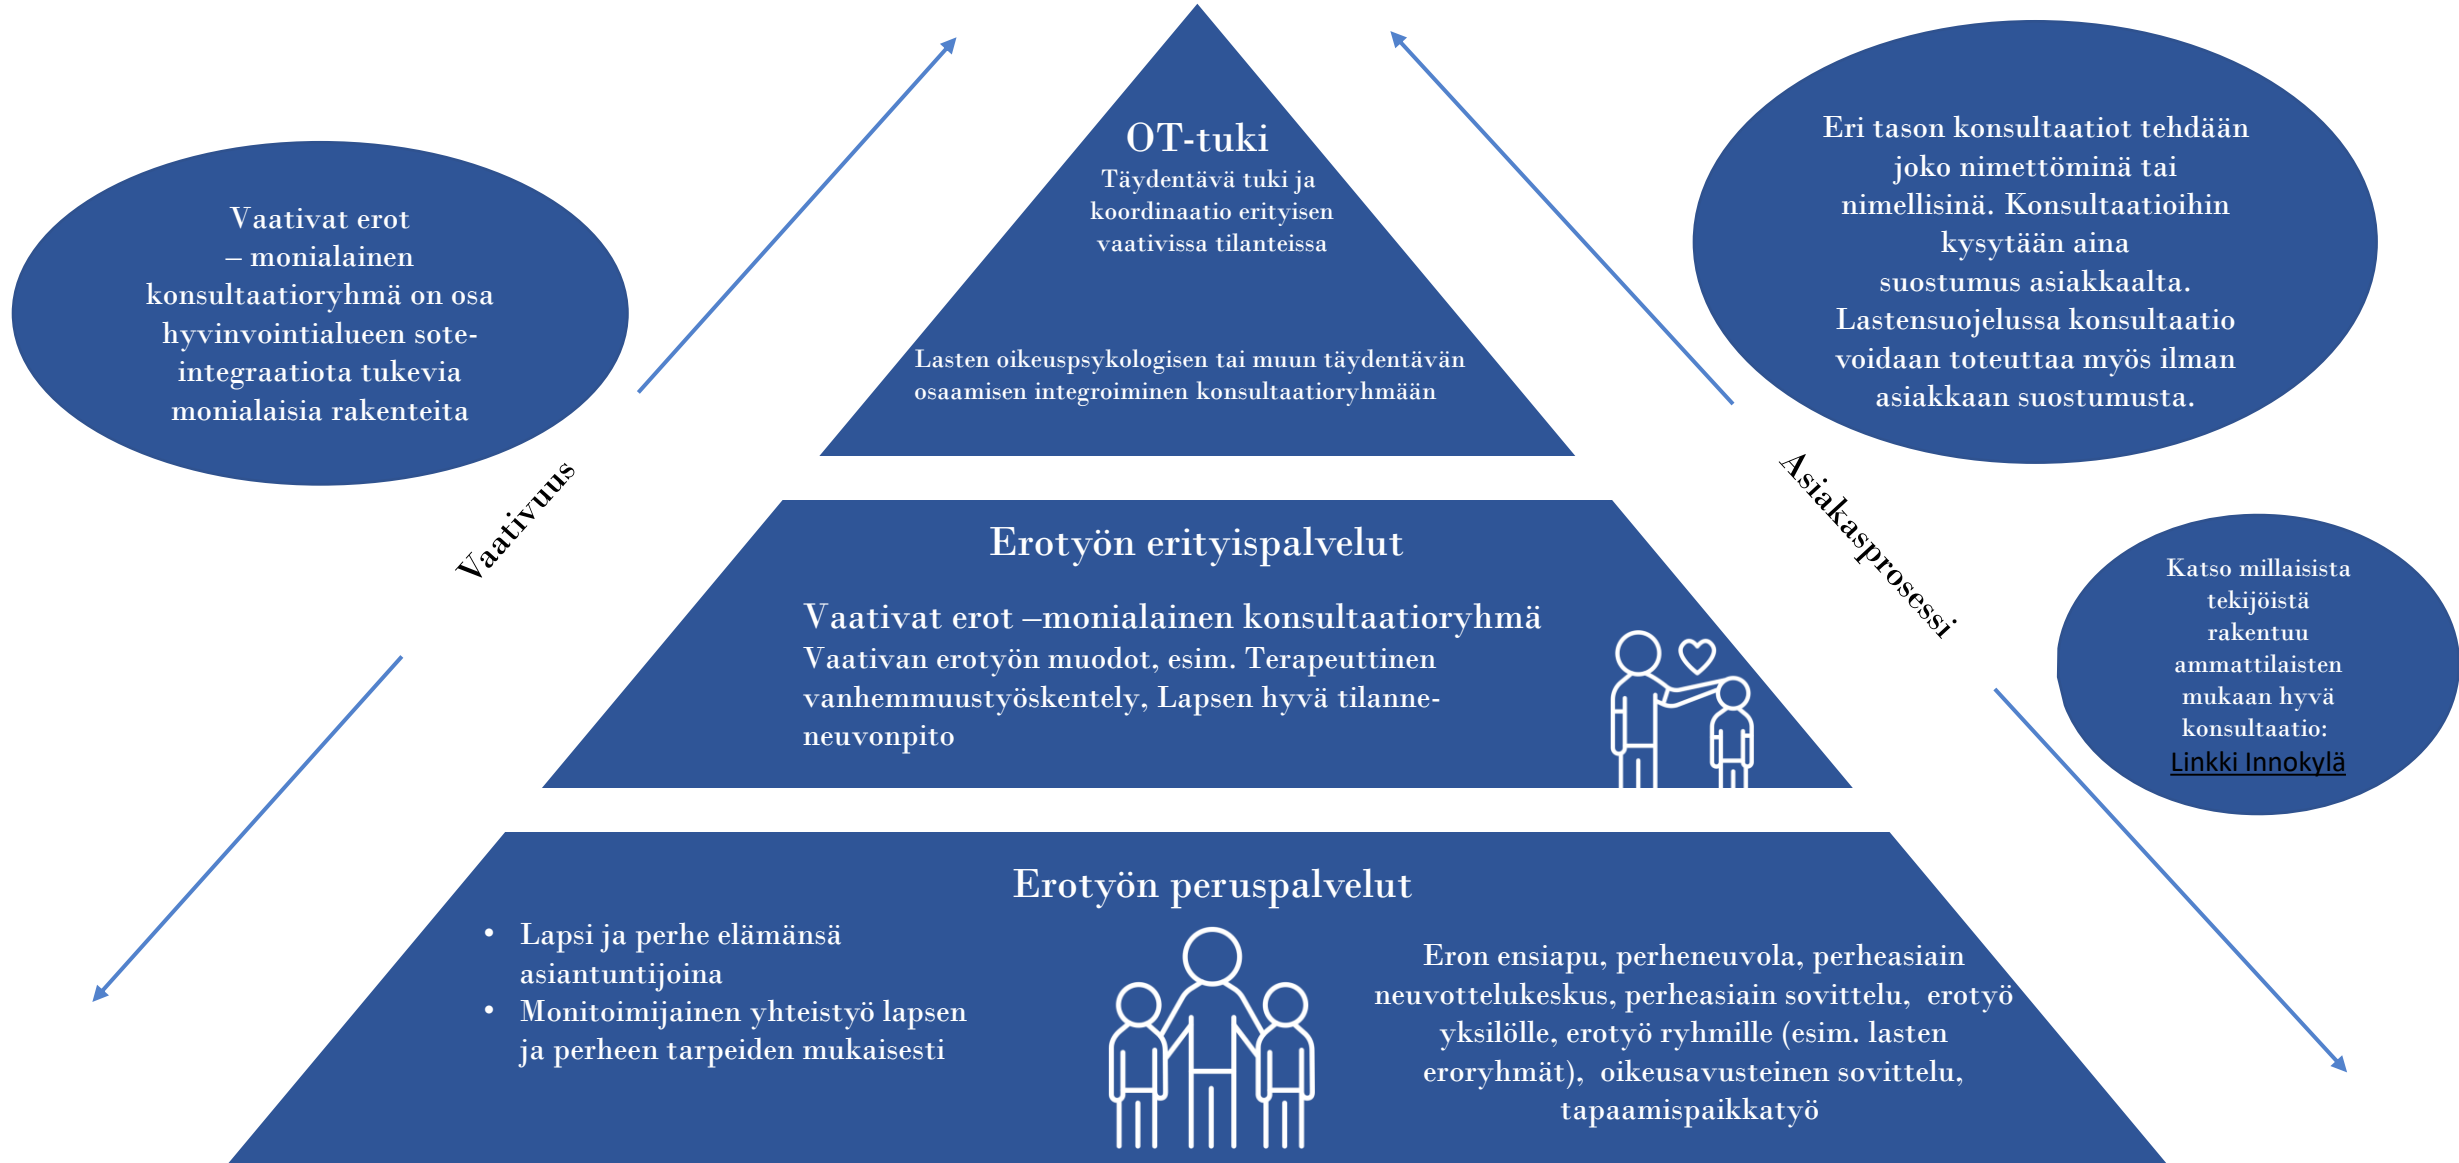 OT-tuki
Täydentävä tuki ja
koordinaatio erityisen
vaativissa tilanteissa
Lasten oikeuspsykologisen tai muun täydentävän
osaamisen integroiminen konsultaatioryhmään
Vaativat erot
– monialainen
konsultaatioryhmä on osa
hyvinvointialueen sote-
integraatiota tukevia
monialaisia rakenteita
Eri tason konsultaatiot tehdään
joko nimettöminä tai
nimellisinä. Konsultaatioihin
kysytään aina
suostumus asiakkaalta.
Lastensuojelussa konsultaatio
voidaan toteuttaa myös ilman
asiakkaan suostumusta.
Vaativuus
Asiakasprosessi
Erotyön erityispalvelut
Vaativat erot –monialainen konsultaatioryhmä
Vaativan erotyön muodot, esim. Terapeuttinen
vanhemmuustyöskentely, Lapsen hyvä tilanne-
neuvonpito
Katso millaisista
tekijöistä
rakentuu
ammattilaisten
mukaan hyvä
konsultaatio:
Linkki Innokylä
Erotyön peruspalvelut
• Lapsi ja perhe elämänsä
asiantuntijoina
• Monitoimijainen yhteistyö lapsen
ja perheen tarpeiden mukaisesti
Eron ensiapu, perheneuvola, perheasiain
neuvottelukeskus, perheasiain sovittelu, erotyö
yksilölle, erotyö ryhmille (esim. lasten
eroryhmät), oikeusavusteinen sovittelu,
tapaamispaikkatyö